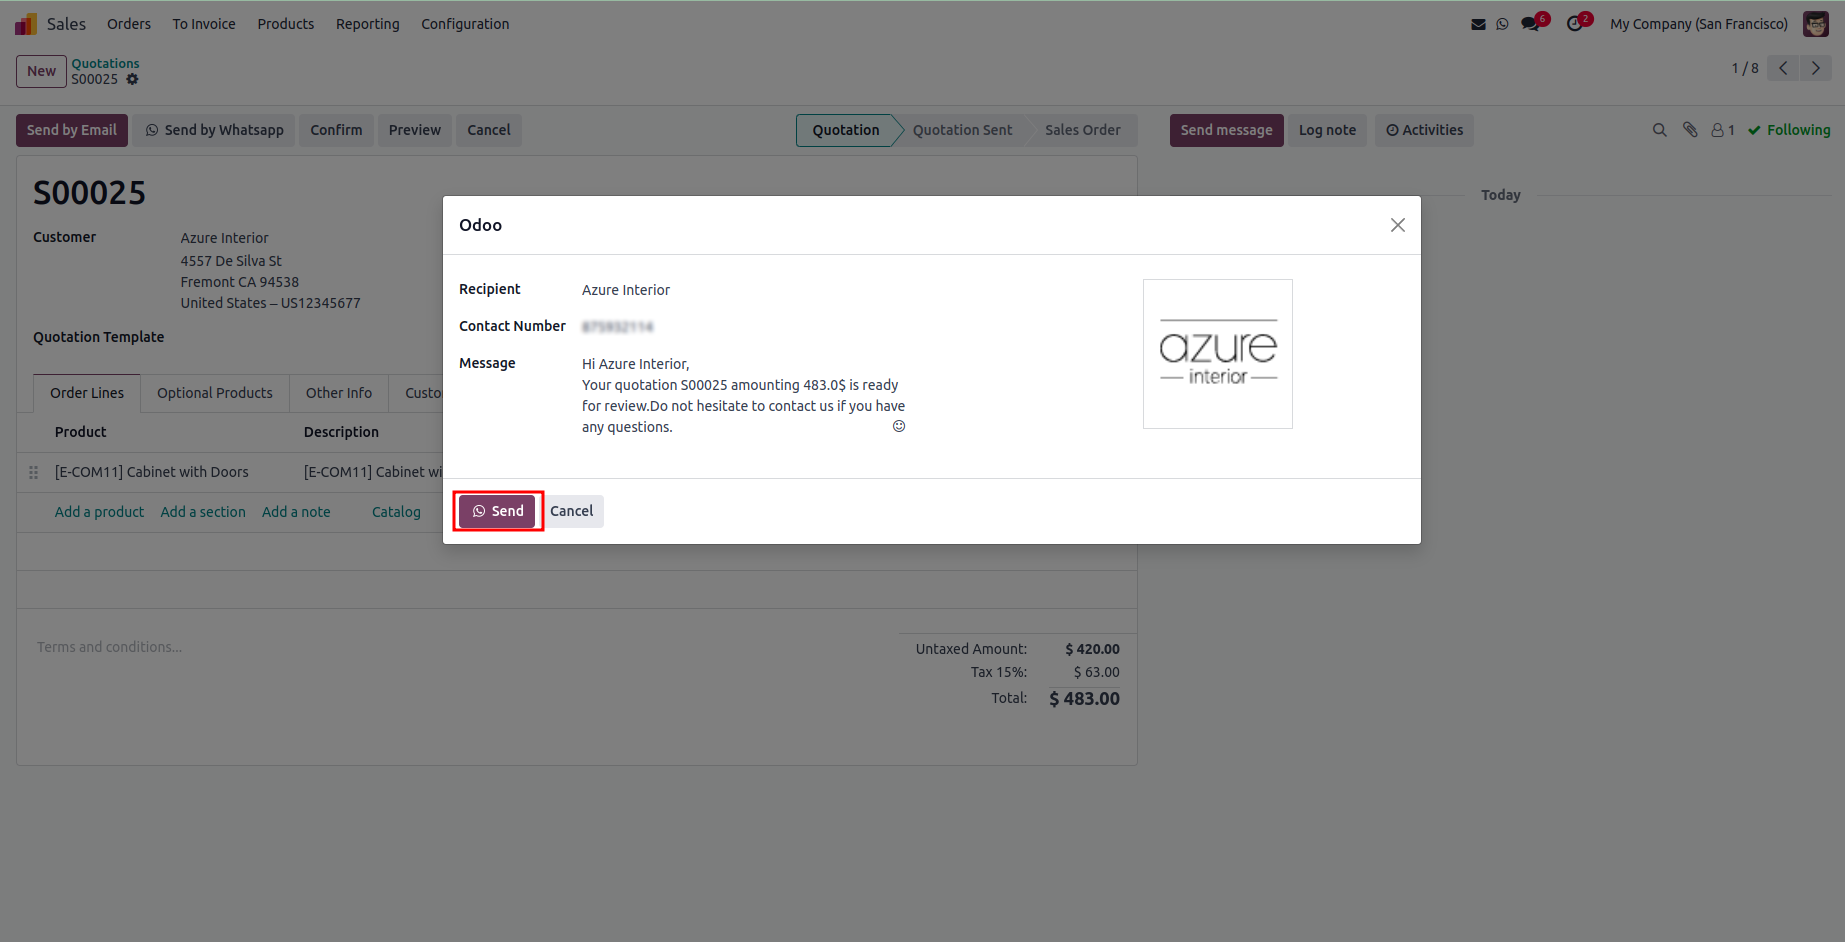 Sales Orders To Invoice Products Reporting Configuration 6 2 My Company (San Francisco)
New Quotations
S00025
1 / 8
Send by Email Send by Whatsapp Confirm Preview Cancel Quotation Quotation Sent Sales Order Send message Log note Activities 1 Following
S00025
Today
Customer Azure Interior
4557 De Silva St
Fremont CA 94538
United States – US12345677
Quotation Template
Order Lines Optional Products Other Info Custo
Product Description
[E-COM11] Cabinet with Doors [E-COM11] Cabinet wi
Add a product Add a section Add a note Catalog
Odoo
Recipient Azure Interior
Contact Number
Message Hi Azure Interior,
Your quotation S00025 amounting 483.0$ is ready
for review.Do not hesitate to contact us if you have
any questions.
azure
interior
Send Cancel
Terms and conditions...
Untaxed Amount: $ 420.00
Tax 15%: $ 63.00
Total: $ 483.00